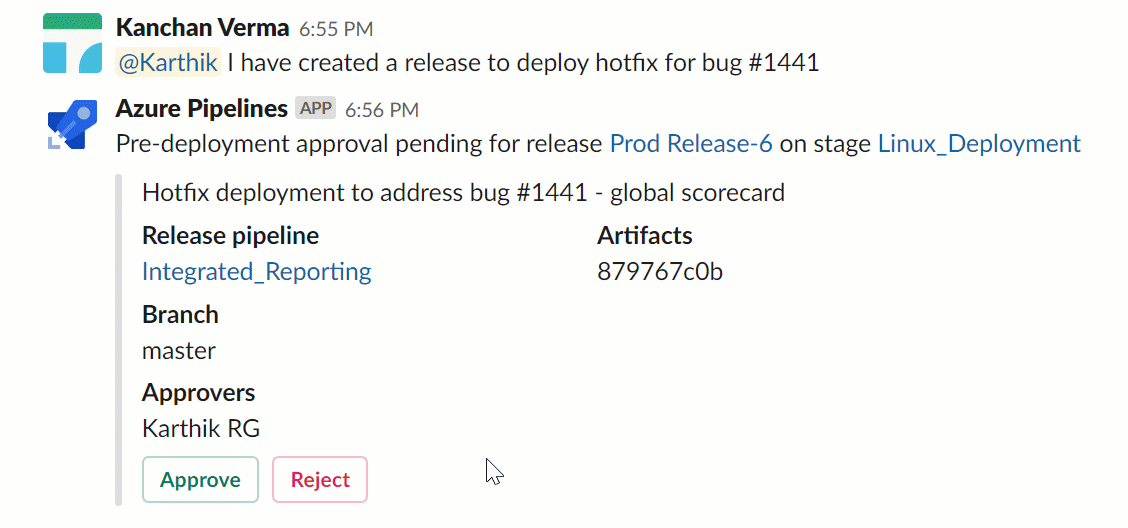 Kanchan Verma 6:55 PM
@Karthik I have created a release to deploy hotfix for bug #1441
Azure Pipelines APP 6:56 PM
Pre-deployment approval pending for release Prod Release-6 on stage Linux_Deployment
Hotfix deployment to address bug #1441 - global scorecard
Release pipeline Artifacts
Integrated_Reporting 879767c0b
Branch
master
Approvers
Karthik RG
Approve Reject